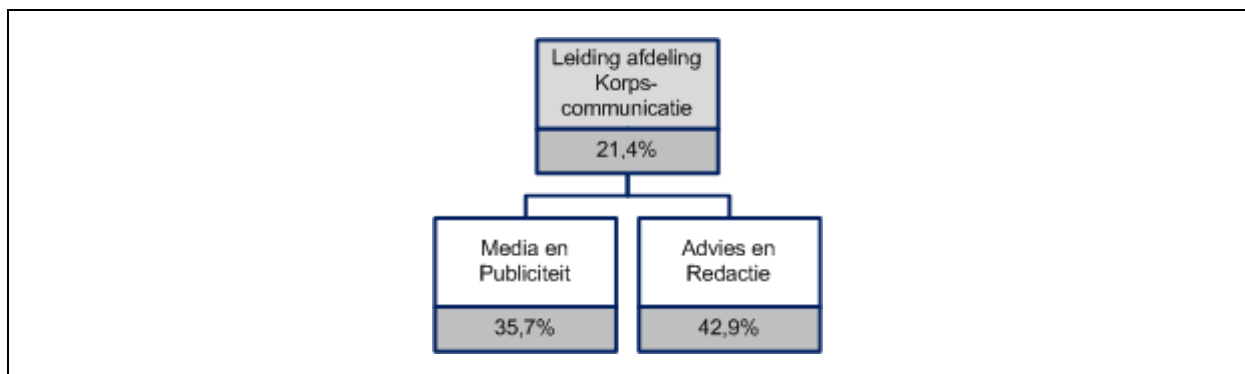 Leiding afdeling
Korps-
communicatie
21,4%
Media en
Publiciteit
35,7%
Advies en
Redactie
42,9%